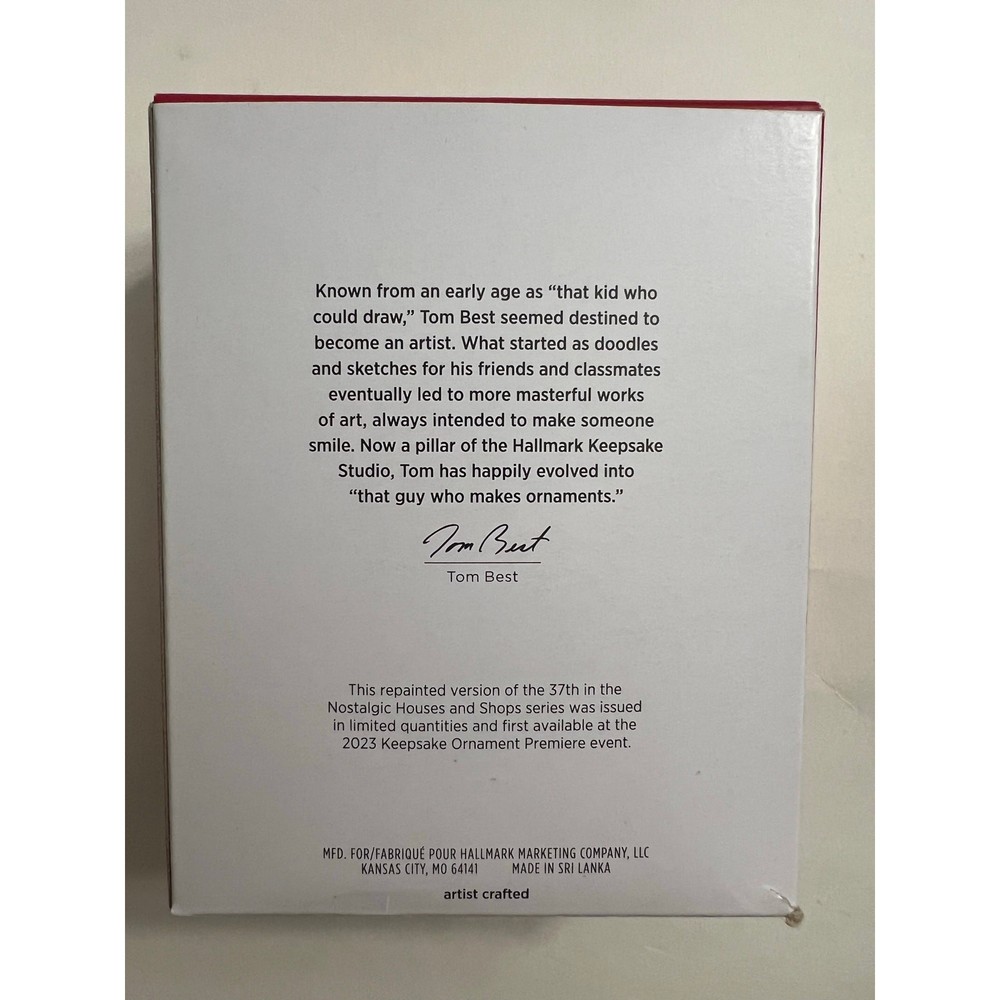 Known from an early age as “that kid who
could draw,” Tom Best seemed destined to
become an artist. What started as doodles
and sketches for his friends and classmates
eventually led to more masterful works
of art, always intended to make someone
smile. Now a pillar of the Hallmark Keepsake
Studio, Tom has happily evolved into
“that guy who makes ornaments.”
Tom Best
Tom Best
This repainted version of the 37th in the
Nostalgic Houses and Shops series was issued
in limited quantities and first available at the
2023 Keepsake Ornament Premiere event.
MFD. FOR/FABRIQUÉ POUR HALLMARK MARKETING COMPANY, LLC
KANSAS CITY, MO 64141 MADE IN SRI LANKA
artist crafted